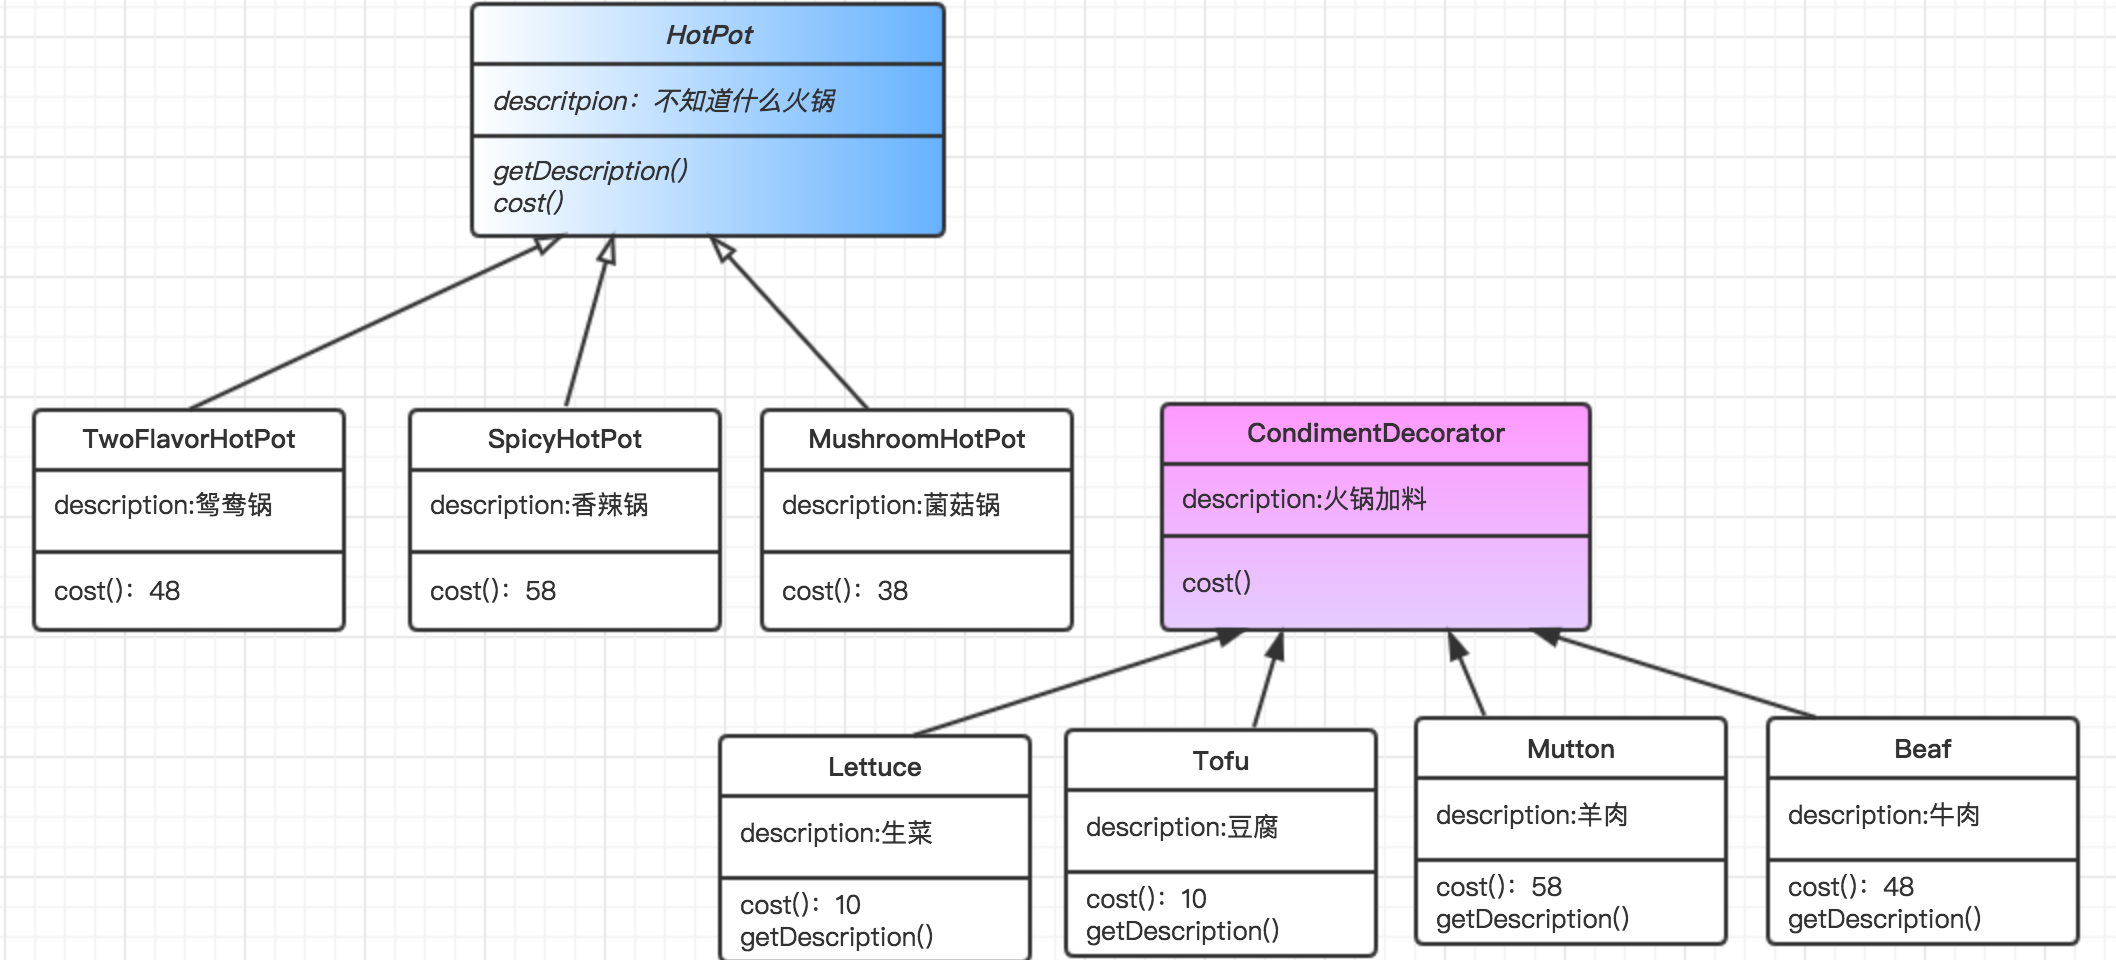 HotPot
descritpion：不知道什么火锅
getDescription()
cost()
TwoFlavorHotPot
description:鸳鸯锅
cost()：48
SpicyHotPot
description:香辣锅
cost()：58
MushroomHotPot
description:菌菇锅
cost()：38
CondimentDecorator
description:火锅加料
cost()
Lettuce
description:生菜
cost()：10
getDescription()
Tofu
description:豆腐
cost()：10
getDescription()
Mutton
description:羊肉
cost()：58
getDescription()
Beaf
description:牛肉
cost()：48
getDescription()